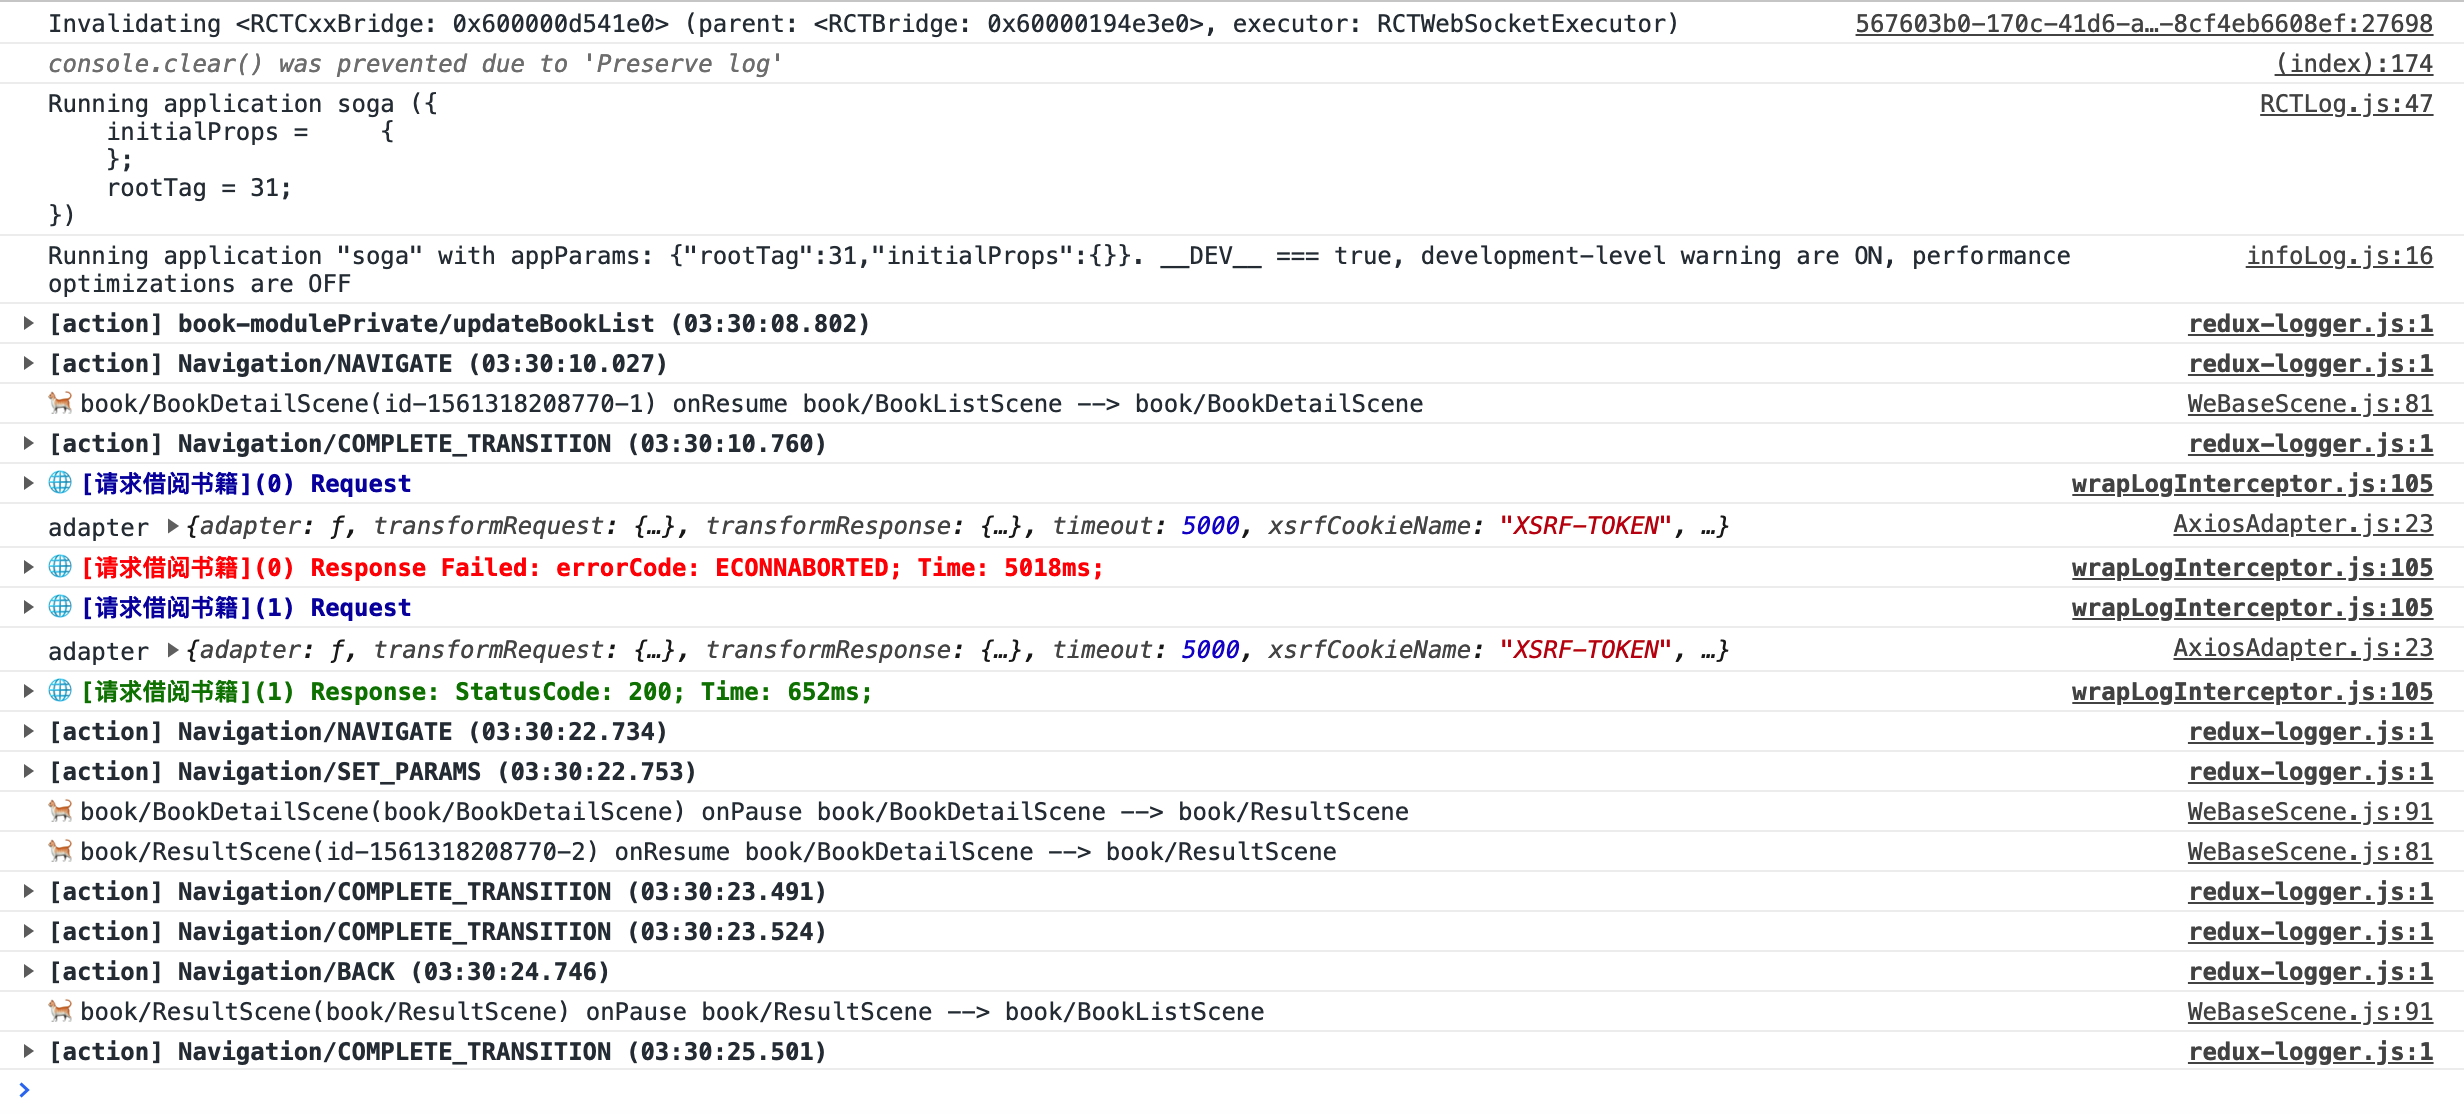 Invalidating <RCTCxxBridge: 0x600000d541e0> (parent: <RCTBridge: 0x60000194e3e0>, executor: RCTWebSocketExecutor) 567603b0-170c-41d6-a…-8cf4eb6608ef:27698
console.clear() was prevented due to 'Preserve log' (index):174
Running application soga ({ RCTLog.js:47
    initialProps =     {
    };
    rootTag = 31;
})
Running application "soga" with appParams: {"rootTag":31,"initialProps":{}}. __DEV__ === true, development-level warning are ON, performance infoLog.js:16
optimizations are OFF
[action] book-modulePrivate/updateBookList (03:30:08.802) redux-logger.js:1
[action] Navigation/NAVIGATE (03:30:10.027) redux-logger.js:1
🐈 book/BookDetailScene(id-1561318208770-1) onResume book/BookListScene --> book/BookDetailScene WeBaseScene.js:81
[action] Navigation/COMPLETE_TRANSITION (03:30:10.760) redux-logger.js:1
🌐 [请求借阅书籍](0) Request wrapLogInterceptor.js:105
adapter {adapter: ƒ, transformRequest: {…}, transformResponse: {…}, timeout: 5000, xsrfCookieName: "XSRF-TOKEN", …} AxiosAdapter.js:23
🌐 [请求借阅书籍](0) Response Failed: errorCode: ECONNABORTED; Time: 5018ms; wrapLogInterceptor.js:105
🌐 [请求借阅书籍](1) Request wrapLogInterceptor.js:105
adapter {adapter: ƒ, transformRequest: {…}, transformResponse: {…}, timeout: 5000, xsrfCookieName: "XSRF-TOKEN", …} AxiosAdapter.js:23
🌐 [请求借阅书籍](1) Response: StatusCode: 200; Time: 652ms; wrapLogInterceptor.js:105
[action] Navigation/NAVIGATE (03:30:22.734) redux-logger.js:1
[action] Navigation/SET_PARAMS (03:30:22.753) redux-logger.js:1
🐈 book/BookDetailScene(book/BookDetailScene) onPause book/BookDetailScene --> book/ResultScene WeBaseScene.js:91
🐈 book/ResultScene(id-1561318208770-2) onResume book/BookDetailScene --> book/ResultScene WeBaseScene.js:81
[action] Navigation/COMPLETE_TRANSITION (03:30:23.491) redux-logger.js:1
[action] Navigation/COMPLETE_TRANSITION (03:30:23.524) redux-logger.js:1
[action] Navigation/BACK (03:30:24.746) redux-logger.js:1
🐈 book/ResultScene(book/ResultScene) onPause book/ResultScene --> book/BookListScene WeBaseScene.js:91
[action] Navigation/COMPLETE_TRANSITION (03:30:25.501) redux-logger.js:1